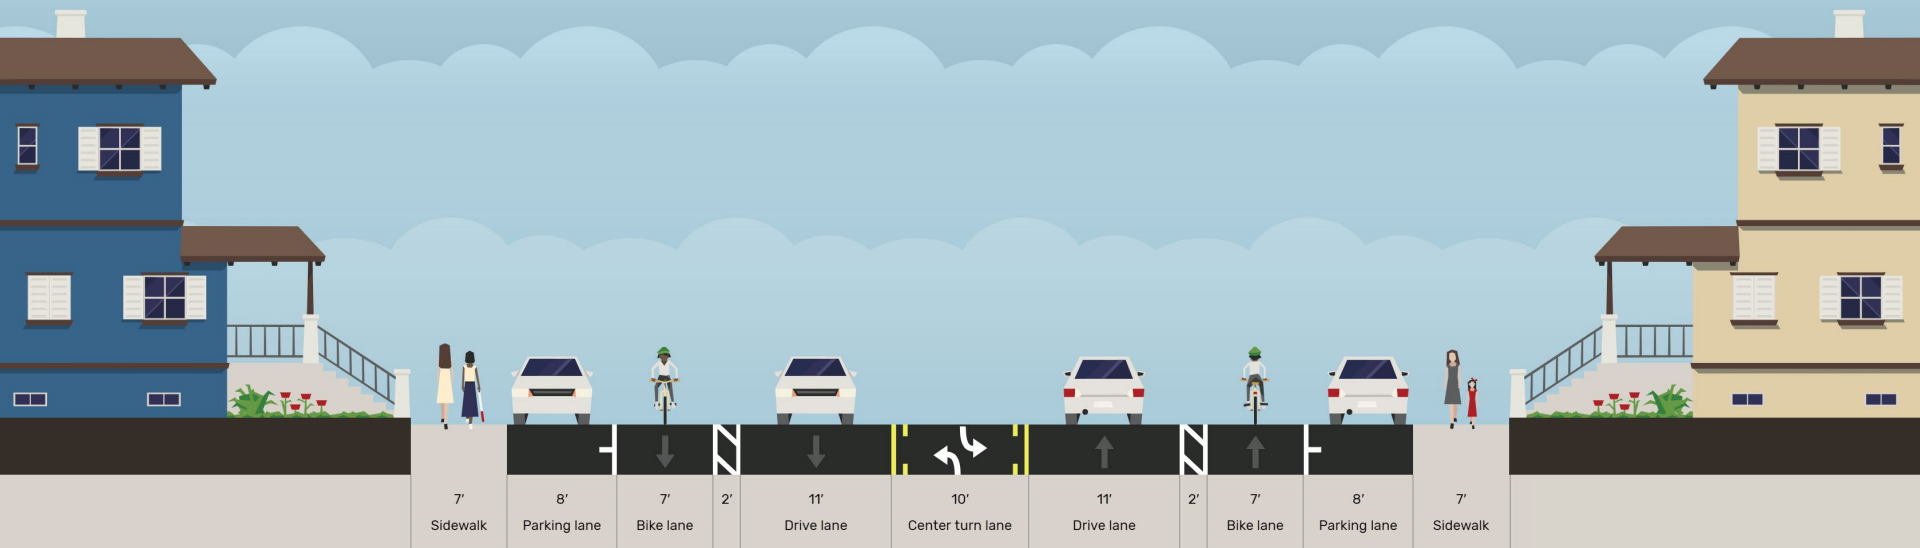 7′ 8′ 7′ 2′ 11′ 10′ 11′ 2′ 7′ 8′ 7′
Sidewalk Parking lane Bike lane Drive lane Center turn lane Drive lane Bike lane Parking lane Sidewalk